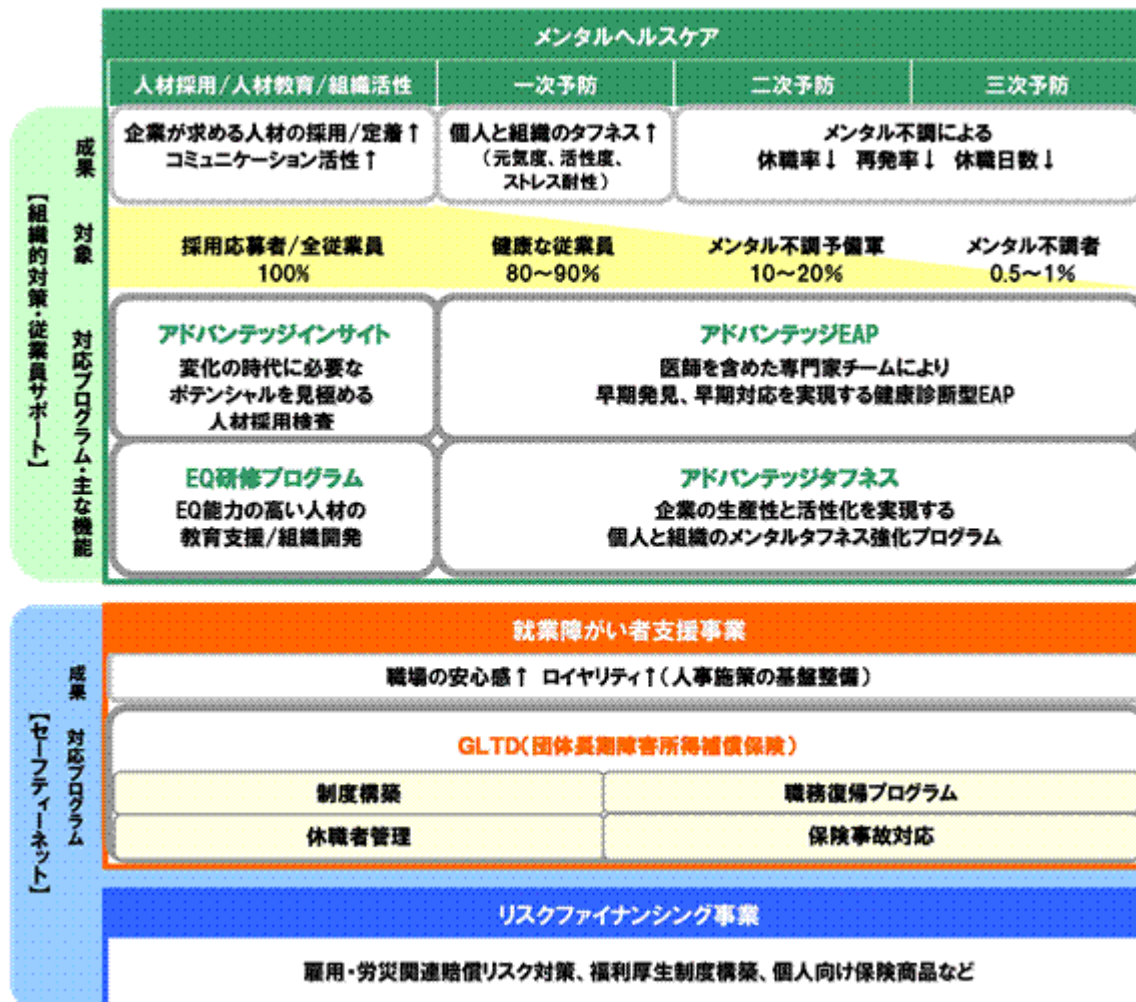 メンタルヘルスケア
人材採用/人材教育/組織活性
一次予防
二次予防
三次予防
【組織的対策・従業員サポート】
成果
企業が求める人材の採用/定着↑
コミュニケーション活性↑
個人と組織のタフネス↑
(元気度、活性度、
ストレス耐性)
メンタル不調による
休職率↓ 再発率↓ 休職日数↓
対象
採用応募者/全従業員
100%
健康な従業員
80～90%
メンタル不調予備軍
10～20%
メンタル不調者
0.5～1%
対応プログラム・主な機能
アドバンテッジインサイト
変化の時代に必要な
ポテンシャルを見極める
人材採用検査
アドバンテッジEAP
医師を含めた専門家チームにより
早期発見、早期対応を実現する健康診断型EAP
EQ研修プログラム
EQ能力の高い人材の
教育支援/組織開発
アドバンテッジタフネス
企業の生産性と活性化を実現する
個人と組織のメンタルタフネス強化プログラム
【セーフティーネット】
就業障がい者支援事業
成果
職場の安心感↑ ロイヤリティ↑(人事施策の基盤整備)
対応プログラム
GLTD(団体長期障害所得補償保険)
制度構築
職務復帰プログラム
休職者管理
保険事故対応
リスクファイナンシング事業
雇用・労災関連賠償リスク対策、福利厚生制度構築、個人向け保険商品など